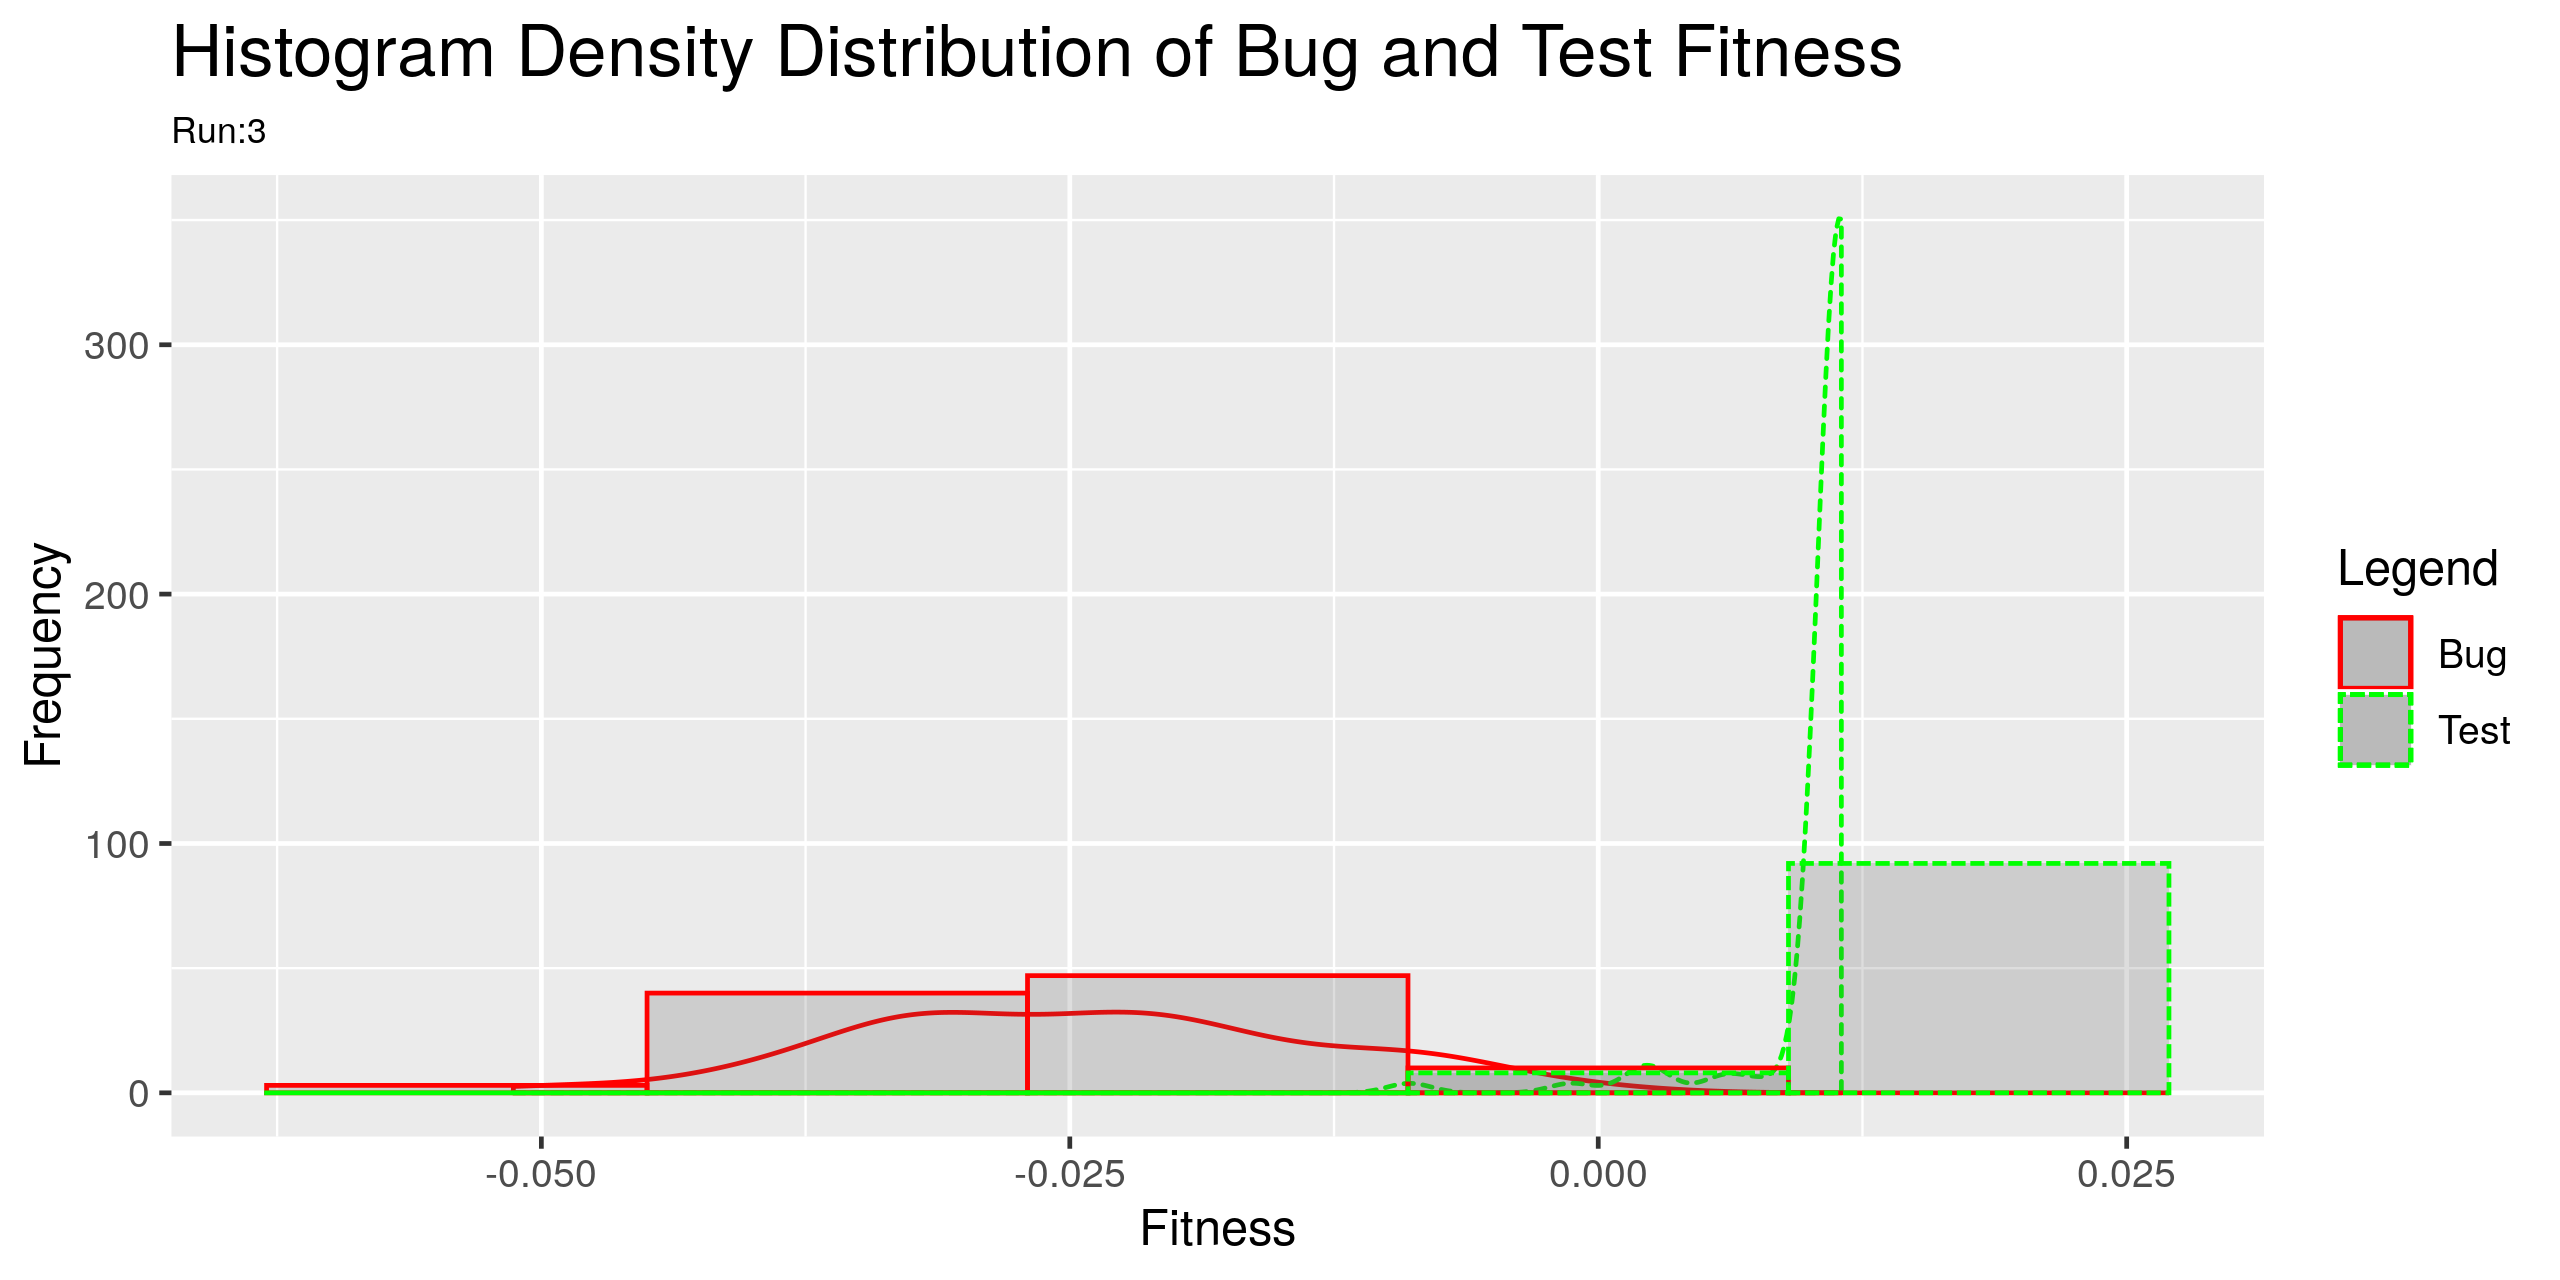 Histogram Density Distribution of Bug and Test Fitness
Run:3
Frequency
300
200
100
0
-0.050
-0.025
0.000
0.025
Fitness
Legend
Bug
Test